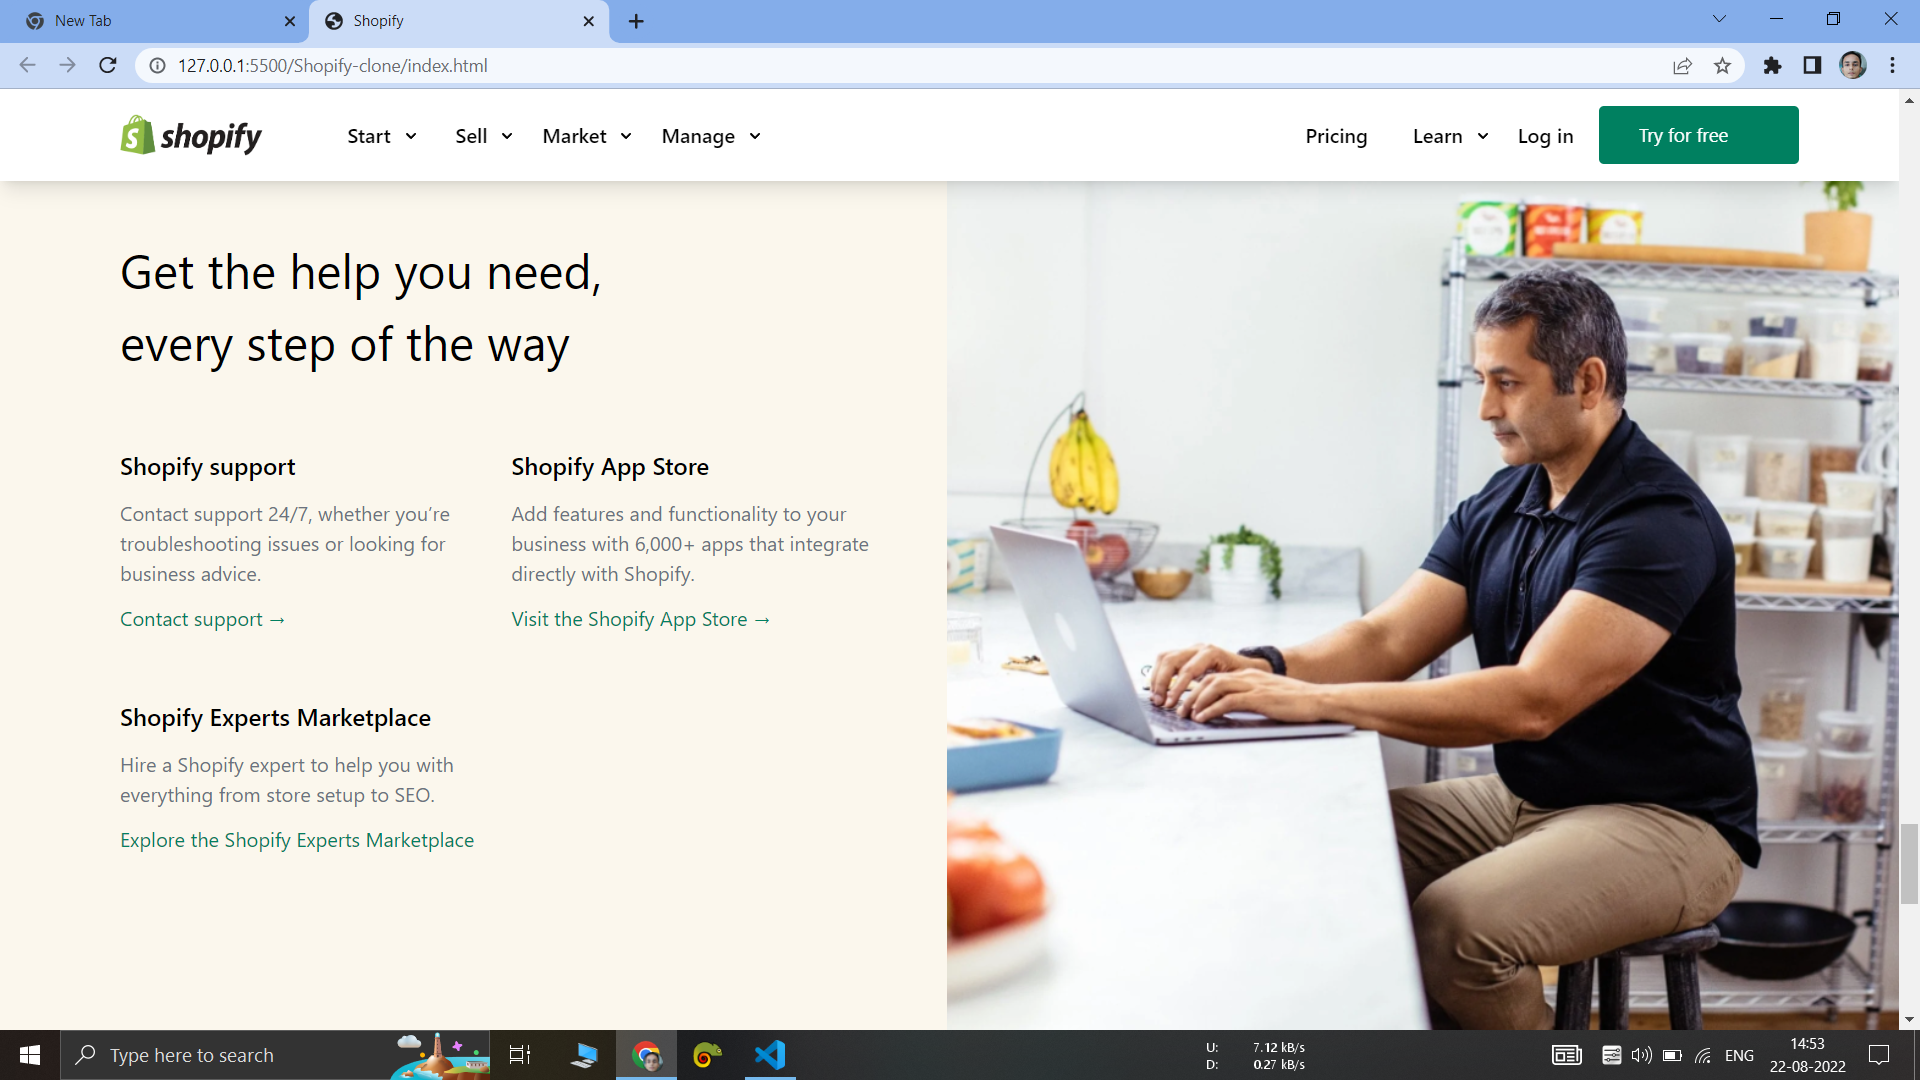 New Tab
Shopify
127.0.0.1:5500/Shopify-clone/index.html
shopify
Start
Sell
Market
Manage
Pricing
Learn
Log in
Try for free
Get the help you need,
every step of the way
Shopify support
Contact support 24/7, whether you’re
troubleshooting issues or looking for
business advice.
Contact support →
Shopify App Store
Add features and functionality to your
business with 6,000+ apps that integrate
directly with Shopify.
Visit the Shopify App Store →
Shopify Experts Marketplace
Hire a Shopify expert to help you with
everything from store setup to SEO.
Explore the Shopify Experts Marketplace
Type here to search
U: 7.12 kB/s
D: 0.27 kB/s
ENG
14:53
22-08-2022